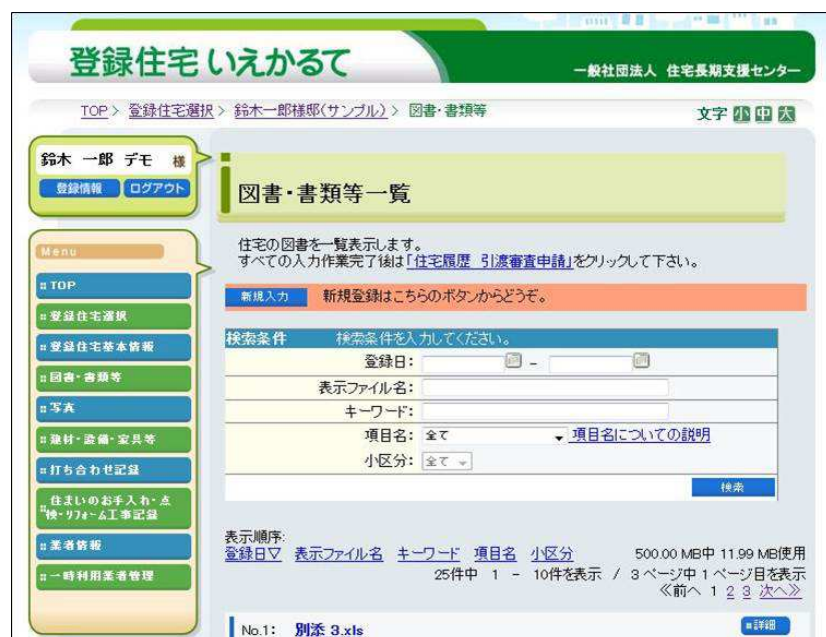 登録住宅 いえかるて
一般社団法人 住宅長期支援センター
TOP > 登録住宅選択 > 鈴木一郎様邸(サンプル) > 図書・書類等
文字 小 中 大
鈴木 一郎 デモ 様
登録情報 ログアウト
Menu
TOP
登録住宅選択
登録住宅基本情報
図書・書類等
写真
建材・設備・家具等
打ち合わせ記録
住まいのお手入れ・点
検・リフォーム工事記録
業者情報
一時利用業者管理
図書・書類等一覧
住宅の図書を一覧表示します。
すべての入力作業完了後は「住宅履歴 引渡審査申請」をクリックして下さい。
新規入力 新規登録はこちらのボタンからどうぞ。
検索条件 検索条件を入力してください。
登録日: -
表示ファイル名:
キーワード:
項目名: 全て 項目名についての説明
小区分: 全て
検索
表示順序:
登録日▽ 表示ファイル名 キーワード 項目名 小区分 500.00 MB中 11.99 MB使用
25件中 1 - 10件を表示 / 3 ページ中 1 ページ目を表示
≪前へ 1 2 3 次へ≫
No.1: 別添 3.xls 詳細